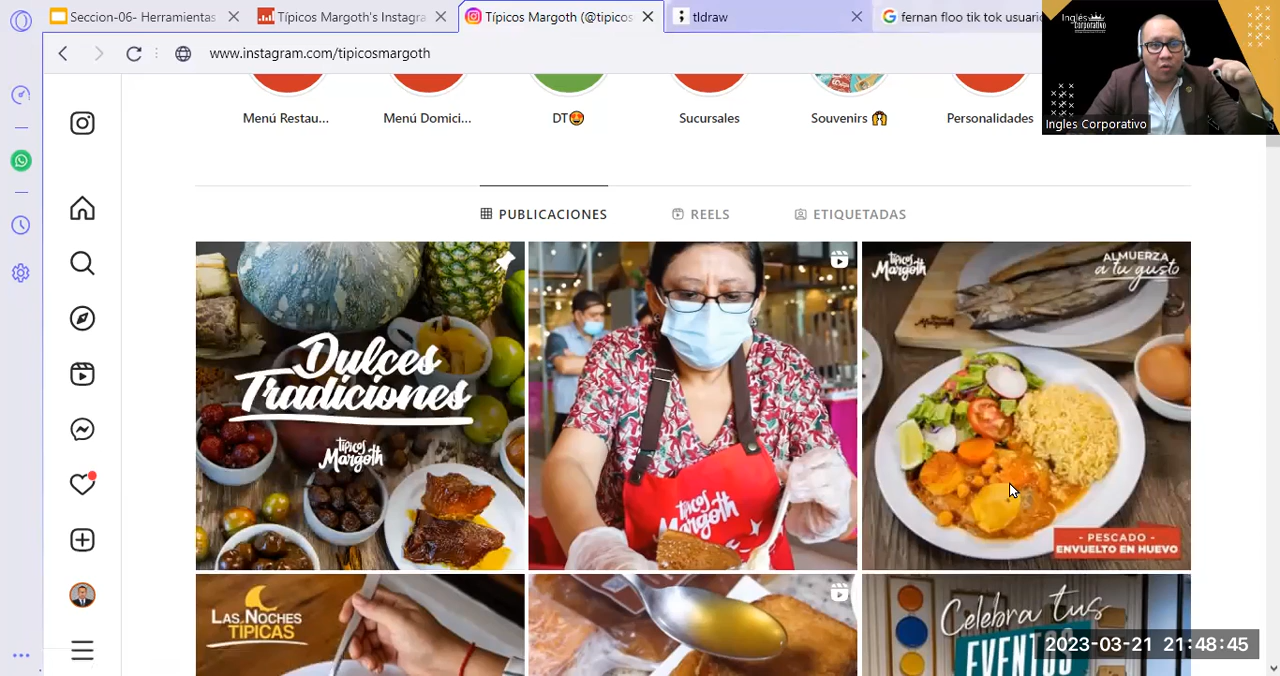 Seccion-06- Herramientas
Típicos Margoth's Instagra
Típicos Margoth (@tipicos
tldraw
fernan floo tik tok usuari
www.instagram.com/tipicosmargoth
Inglés
Corporativo
Ingles Corporativo
Menú Restau...
Menú Domici...
DT
Sucursales
Souvenirs
Personalidades
PUBLICACIONES
REELS
ETIQUETADAS
Dulces
Tradiciones
típicos
Margoth
típicos
Margoth
típicos
Margoth
ALMUERZA
a tu gusto
- PESCADO -
ENVUELTO EN HUEVO
LAS NOCHES
TIPICAS
Celebra tus
EVENTOS
2023-03-21 21:48:45